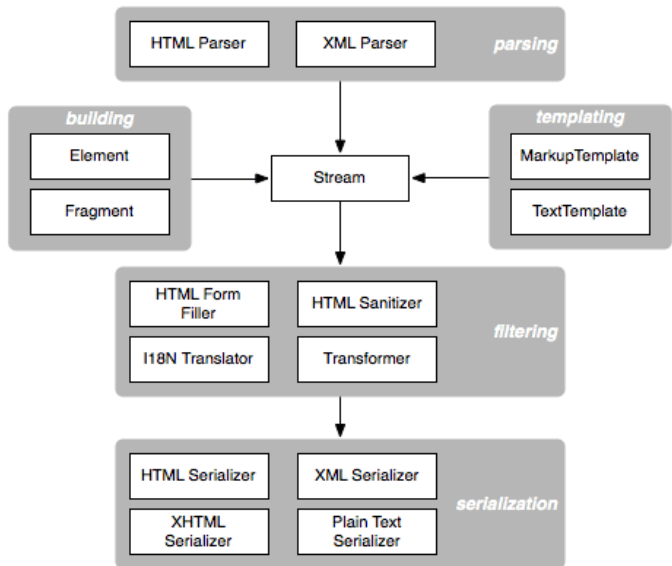 HTML Parser
XML Parser
parsing
building
Element
Fragment
Stream
templating
MarkupTemplate
TextTemplate
HTML Form
Filler
HTML Sanitizer
I18N Translator
Transformer
filtering
HTML Serializer
XML Serializer
XHTML
Serializer
Plain Text
Serializer
serialization